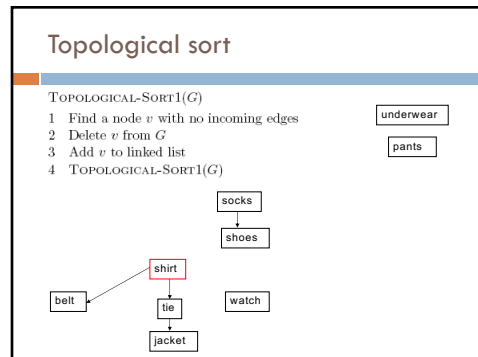 Topological sort
TOPOLOGICAL-SORT1(G)
1 Find a node v with no incoming edges
2 Delete v from G
3 Add v to linked list
4 TOPOLOGICAL-SORT1(G)
underwear
pants
socks
shoes
shirt
belt
tie
watch
jacket